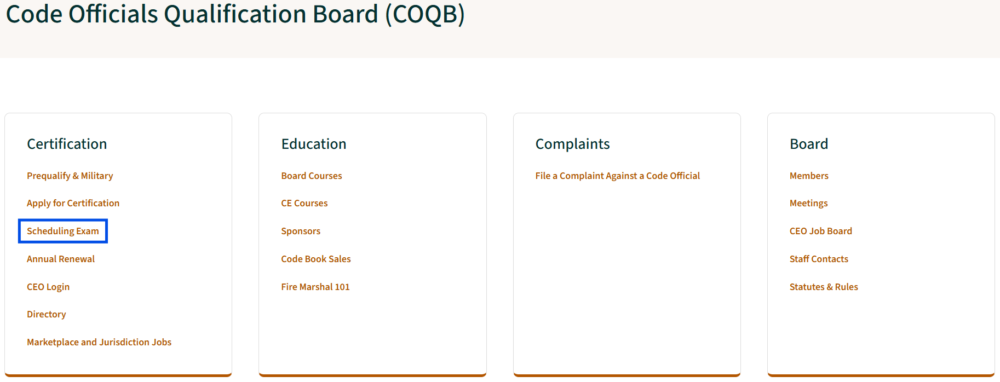 Code Officials Qualification Board (COQB)
Certification
Prequalify & Military
Apply for Certification
Scheduling Exam
Annual Renewal
CEO Login
Directory
Marketplace and Jurisdiction Jobs
Education
Board Courses
CE Courses
Sponsors
Code Book Sales
Fire Marshal 101
Complaints
File a Complaint Against a Code Official
Board
Members
Meetings
CEO Job Board
Staff Contacts
Statutes & Rules